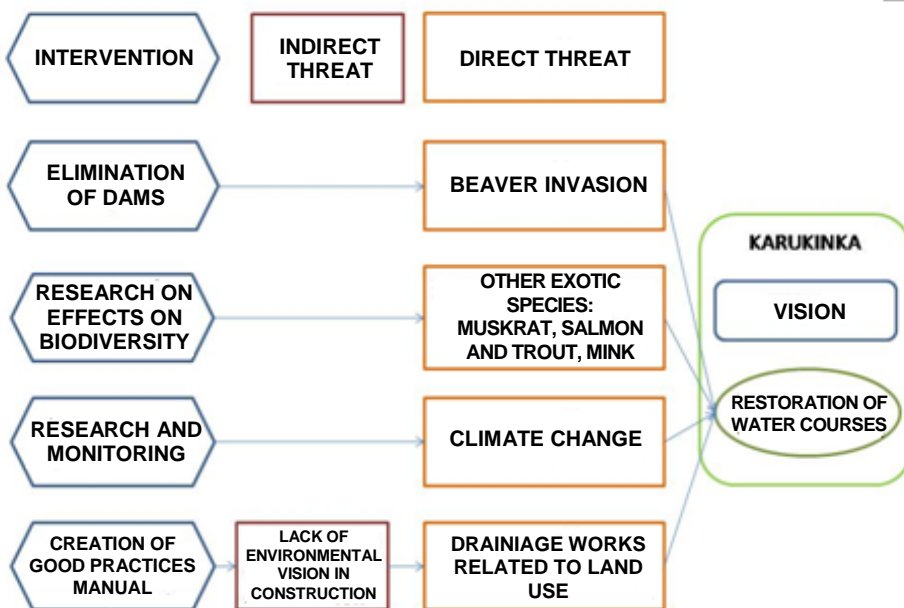 INTERVENTION
INDIRECT
THREAT
DIRECT THREAT
ELIMINATION
OF DAMS
BEAVER INVASION
KARUKINKA
VISION
RESEARCH ON
EFFECTS ON
BIODIVERSITY
OTHER EXOTIC
SPECIES:
MUSKRAT, SALMON
AND TROUT, MINK
RESTORATION OF
WATER COURSES
RESEARCH AND
MONITORING
CLIMATE CHANGE
CREATION OF
GOOD PRACTICES
MANUAL
LACK OF
ENVIRONMENTAL
VISION IN
CONSTRUCTION
DRAINIAGE WORKS
RELATED TO LAND
USE